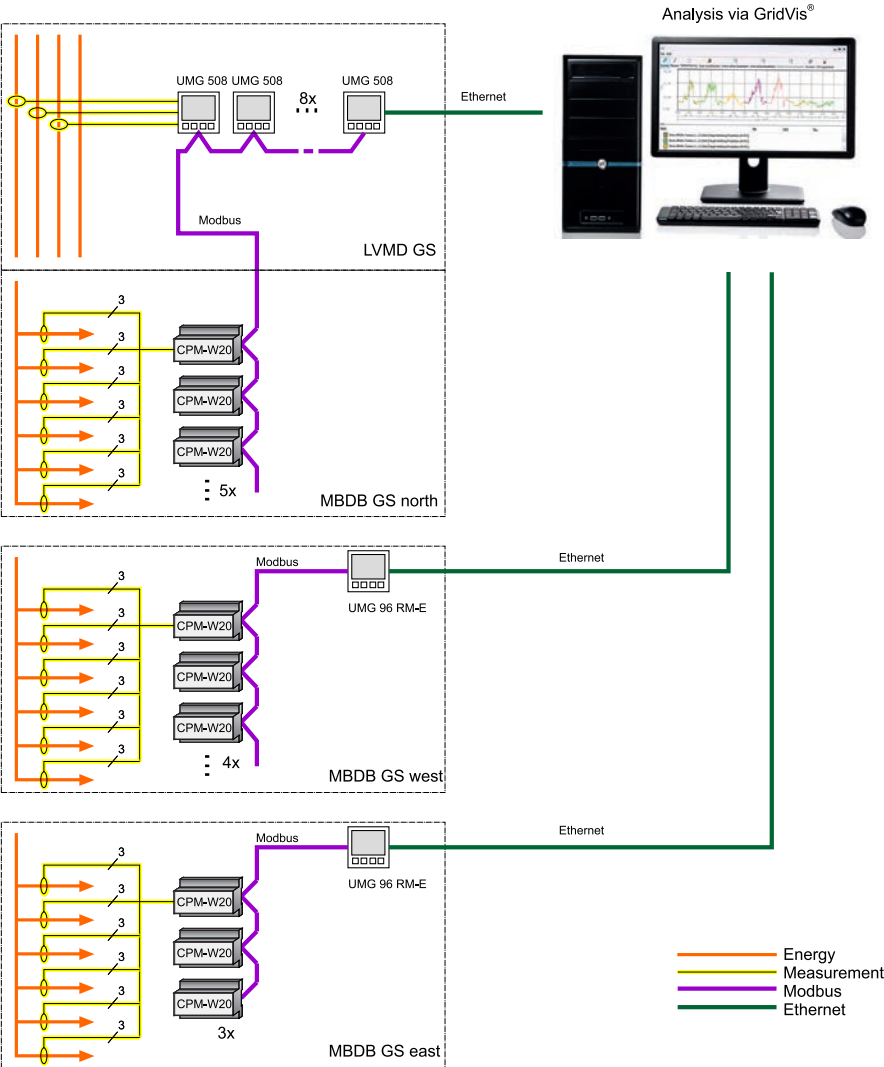 Analysis via GridVis®
UMG 508 UMG 508 UMG 508
8x
Ethernet
Modbus
LVMD GS
3
3
3
3
3
3
CPM-W20
CPM-W20
CPM-W20
5x
MBDB GS north
Modbus
Ethernet
UMG 96 RM-E
3
3
3
3
3
3
CPM-W20
CPM-W20
CPM-W20
4x
MBDB GS west
Modbus
Ethernet
UMG 96 RM-E
3
3
3
3
3
3
CPM-W20
CPM-W20
CPM-W20
3x
MBDB GS east
Energy
Measurement
Modbus
Ethernet